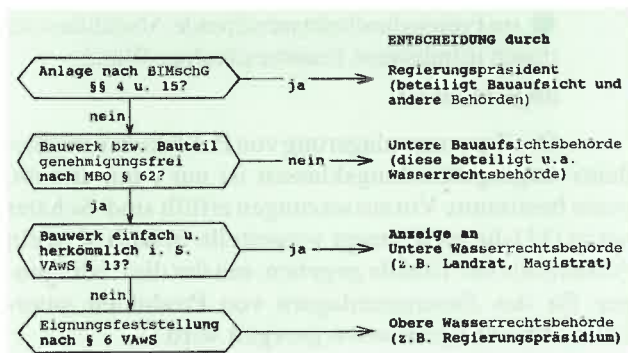 ENTSCHEIDUNG durch
Anlage nach BIMschG
§§ 4 u. 15?
ja
Regierungspräsident
(beteiligt Bauaufsicht und
andere Behörden)
nein
Bauwerk bzw. Bauteil
genehmigungsfrei
nach MBO § 62?
nein
Untere Bauaufsichtsbehörde
(diese beteiligt u.a.
Wasserrechtsbehörde)
ja
Bauwerk einfach u.
herkömmlich i. S.
VAwS § 13?
ja
Anzeige an
Untere Wasserrechtsbehörde
(z.B. Landrat, Magistrat)
nein
Eignungsfeststellung
nach § 6 VAwS
Obere Wasserrechtsbehörde
(z.B. Regierungspräsidium)